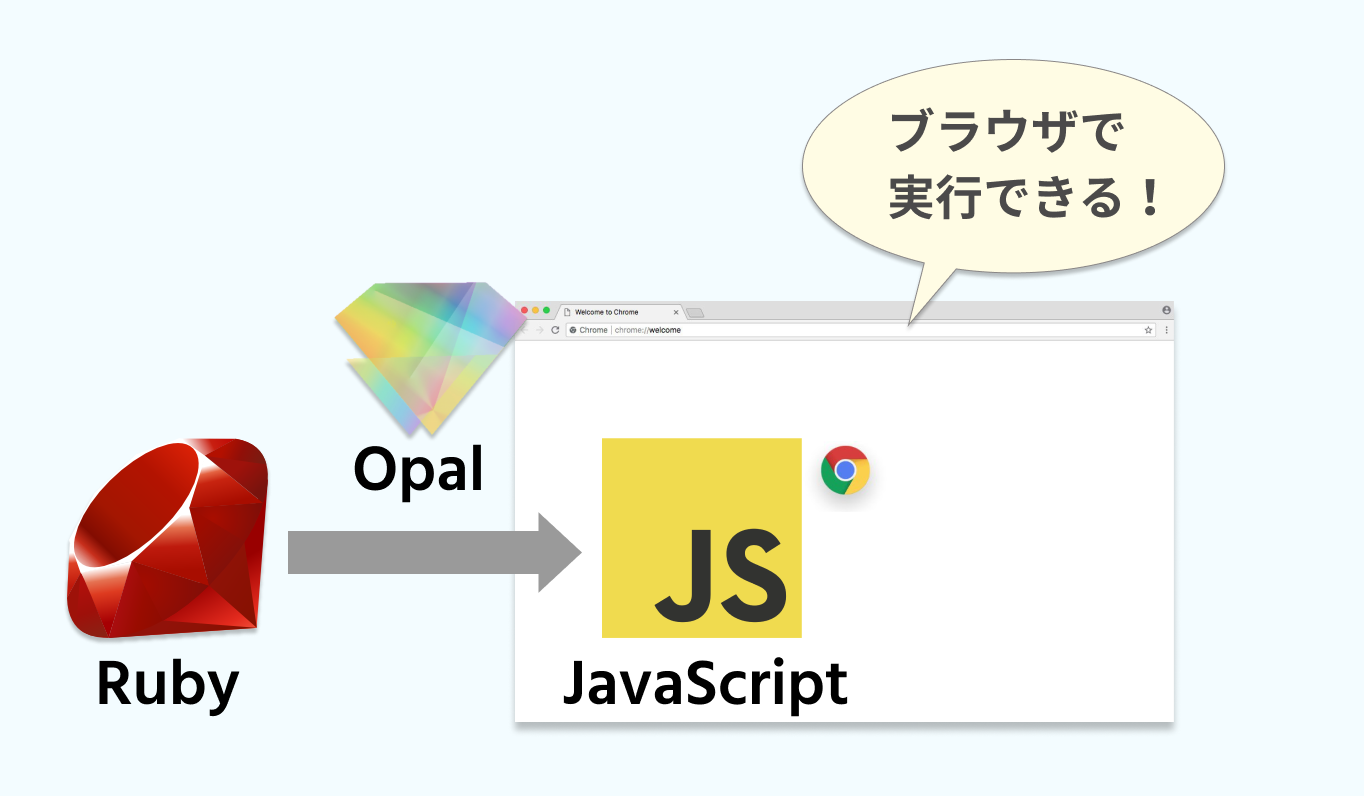 ブラウザで
実行できる！
Welcome to Chrome
Chrome | chrome://welcome
Opal
JS
Ruby
JavaScript